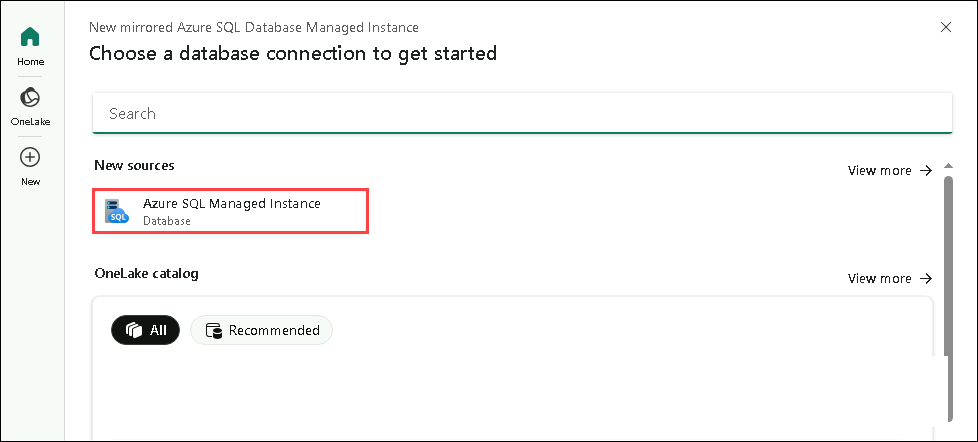 New mirrored Azure SQL Database Managed Instance
Choose a database connection to get started
Home
OneLake
New
Search
New sources
View more
SQL
Azure SQL Managed Instance
Database
OneLake catalog
View more
All
Recommended